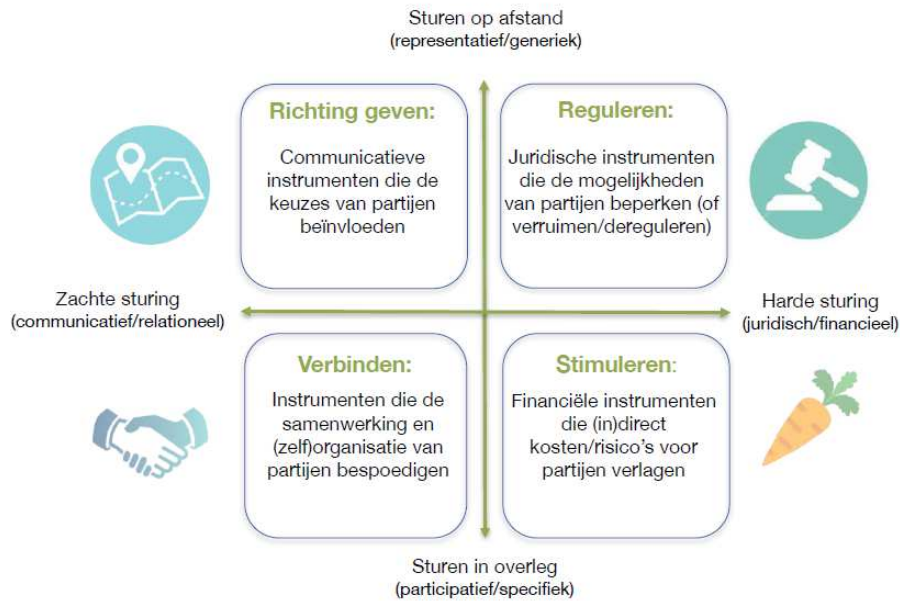 Sturen op afstand
(representatief/generiek)
Richting geven:
Communicatieve
instrumenten die de
keuzes van partijen
beïnvloeden
Reguleren:
Juridische instrumenten
die de mogelijkheden
van partijen beperken (of
verruimen/dereguleren)
Zachte sturing
(communicatief/relationeel)
Harde sturing
(juridisch/financieel)
Verbinden:
Instrumenten die de
samenwerking en
(zelf)organisatie van
partijen bespoedigen
Stimuleren:
Financiële instrumenten
die (in)direct
kosten/risico's voor
partijen verlagen
Sturen in overleg
(participatief/specifiek)